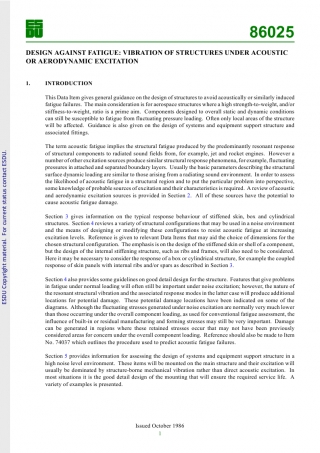 ESDU
86025
DESIGN AGAINST FATIGUE: VIBRATION OF STRUCTURES UNDER ACOUSTIC
OR AERODYNAMIC EXCITATION
1. INTRODUCTION
This Data Item gives general guidance on the design of structures to avoid acoustically or similarly induced
fatigue failures. The main consideration is for aerospace structures where a high strength-to-weight, and/or
stiffness-to-weight, ratio is a prime aim. Components designed to overall static and dynamic conditions
can still be susceptible to fatigue from fluctuating pressure loading. Often only local areas of the structure
will be affected. Guidance is also given on the design of systems and equipment support structure and
associated fittings.
The term acoustic fatigue implies the structural fatigue produced by the predominantly resonant response
of structural components to radiated sound fields from, for example, jet and rocket engines. However a
number of other excitation sources produce similar structural response phenomena, for example, fluctuating
pressures in attached and separated boundary layers. Usually the basic parameters describing the structural
surface dynamic loading are similar to those arising from a radiating sound environment. In order to assess
the likelihood of acoustic fatigue in a structural region and to put the particular problem into perspective,
some knowledge of probable sources of excitation and their characteristics is required. A review of acoustic
and aerodynamic excitation sources is provided in Section 2. All of these sources have the potential to
cause acoustic fatigue damage.
Section 3 gives information on the typical response behaviour of stiffened skin, box and cylindrical
structures. Section 4 reviews a variety of structural configurations that may be used in a noise environment
and the means of designing or modifying these configurations to resist acoustic fatigue at increasing
excitation levels. Reference is given to relevant Data Items that may aid the choice of dimensions for the
chosen structural configuration. The emphasis is on the design of the stiffened skin or shell of a component,
but the design of the internal stiffening structure, such as ribs and frames, will also need to be considered.
Here it may be necessary to consider the response of a box or cylindrical structure, for example the coupled
response of skin panels with internal ribs and/or spars as described in Section 3.
Section 4 also provides some guidelines on good detail design for the structure. Features that give problems
in fatigue under normal loading will often be important under noise excitation; however, the nature of
the resonant structural vibration and the associated response modes in the latter case will produce additional
locations for potential damage. These potential damage locations have been indicated on some of the
diagrams. Although the fluctuating stresses generated under noise excitation are normally very much lower
than those occurring under the overall component loading, as used for conventional fatigue assessment, the
influence of built-in or residual manufacturing and forming stresses may still be very important. Damage
can be generated in regions where these retained stresses occur that may not have been previously
considered areas for concern under the overall component loading. Reference should also be made to Item
No. 74037 which outlines the procedure used to predict acoustic fatigue failures.
Section 5 provides information for assessing the design of systems and equipment support structure in a
high noise level environment. These items will be mounted on the main structure and their excitation will
usually be dominated by structure-borne mechanical vibration rather than direct acoustic excitation. In
most situations it is the good detail design of the mounting that will ensure the required service life. A
variety of examples is presented.
Issued October 1986
1
ESDU Copyright material. For current status contact ESDU.